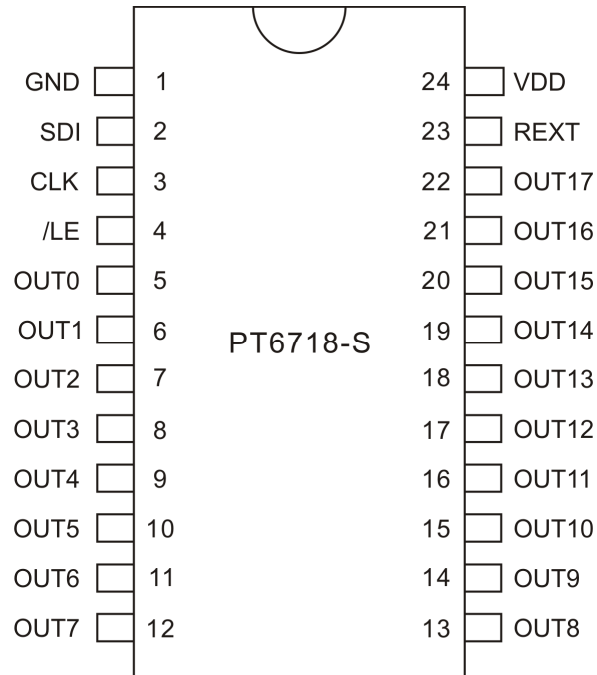 GND 1 24 VDD
SDI 2 23 REXT
CLK 3 22 OUT17
/LE 4 21 OUT16
OUT0 5 20 OUT15
OUT1 6 PT6718-S 19 OUT14
OUT2 7 18 OUT13
OUT3 8 17 OUT12
OUT4 9 16 OUT11
OUT5 10 15 OUT10
OUT6 11 14 OUT9
OUT7 12 13 OUT8